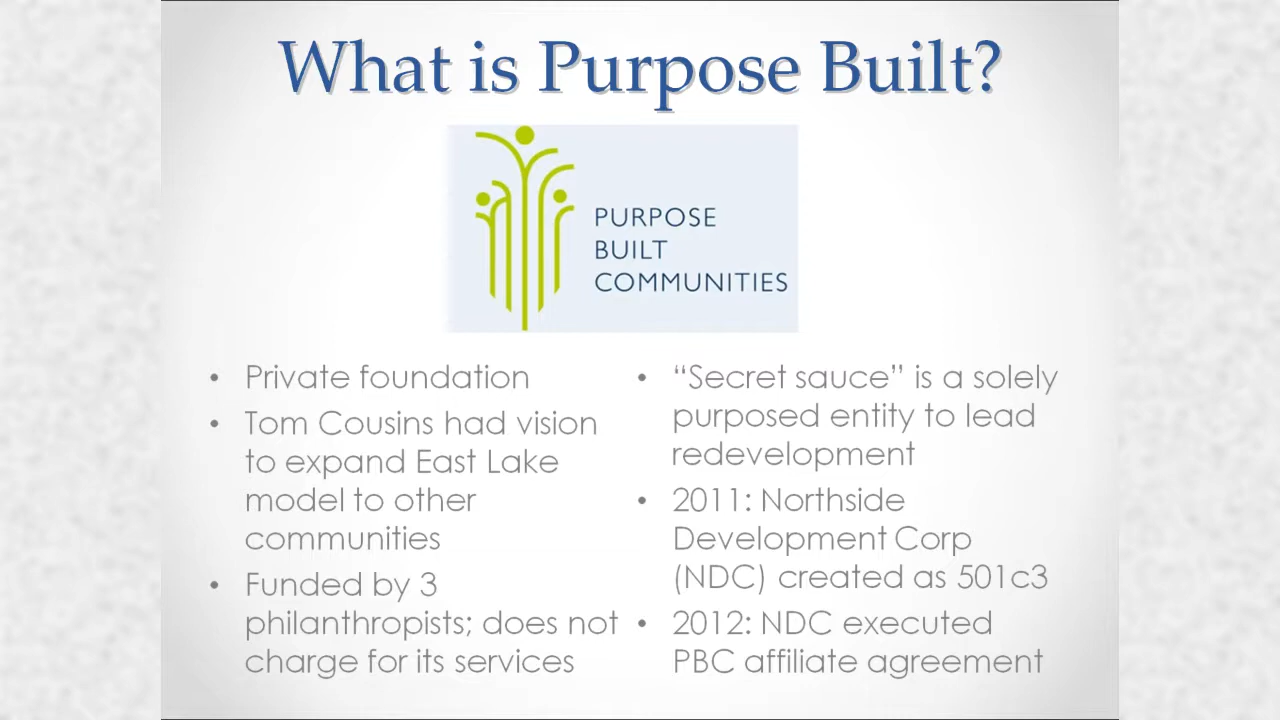 What is Purpose Built?
PURPOSE
BUILT
COMMUNITIES
• Private foundation
• Tom Cousins had vision
to expand East Lake
model to other
communities
• Funded by 3
philanthropists; does not
charge for its services
• “Secret sauce” is a solely
purposed entity to lead
redevelopment
• 2011: Northside
Development Corp
(NDC) created as 501c3
• 2012: NDC executed
PBC affiliate agreement